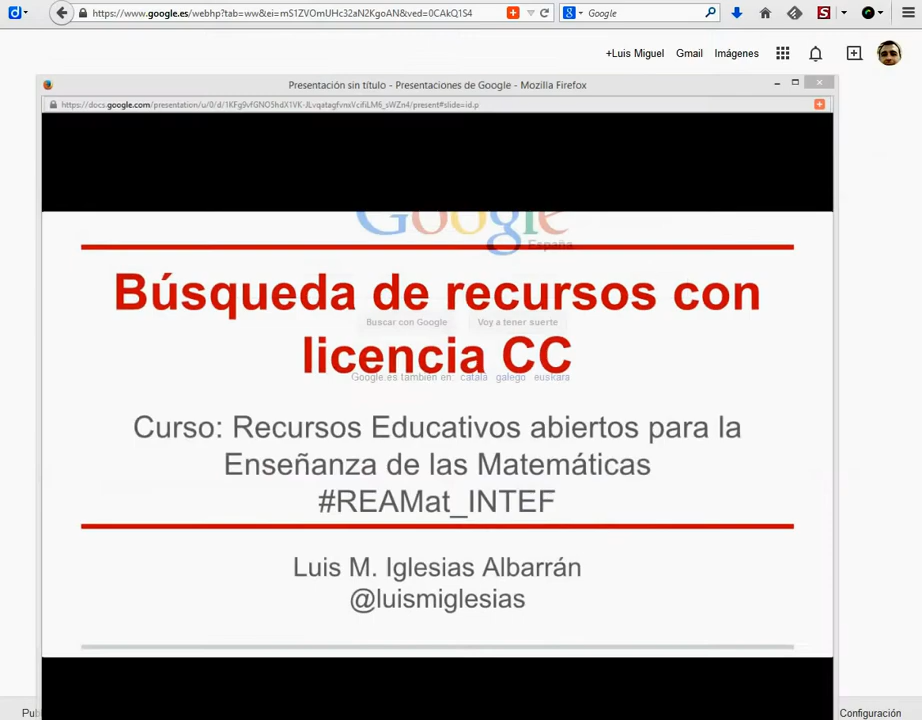 https://www.google.es/webhp?tab=ww&ei=mS1ZVOmUHc32aN2KgoAN&ved=0CAkQ1S4
Google
+Luis Miguel Gmail Imágenes
Presentación sin título - Presentaciones de Google - Mozilla Firefox
Google
España
Búsqueda de recursos con
licencia CC
Buscar con Google Voy a tener suerte
Google.es también en: català galego euskara
Curso: Recursos Educativos abiertos para la
Enseñanza de las Matemáticas
#REAMat_INTEF
Luis M. Iglesias Albarrán
@luismiglesias
Configuración